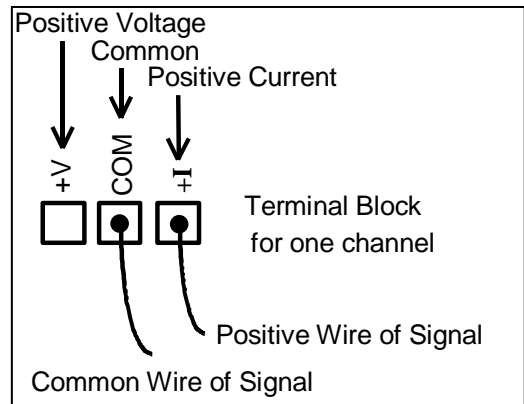 Positive Voltage
Common
Positive Current
+V
COM
+I
Terminal Block
for one channel
Positive Wire of Signal
Common Wire of Signal